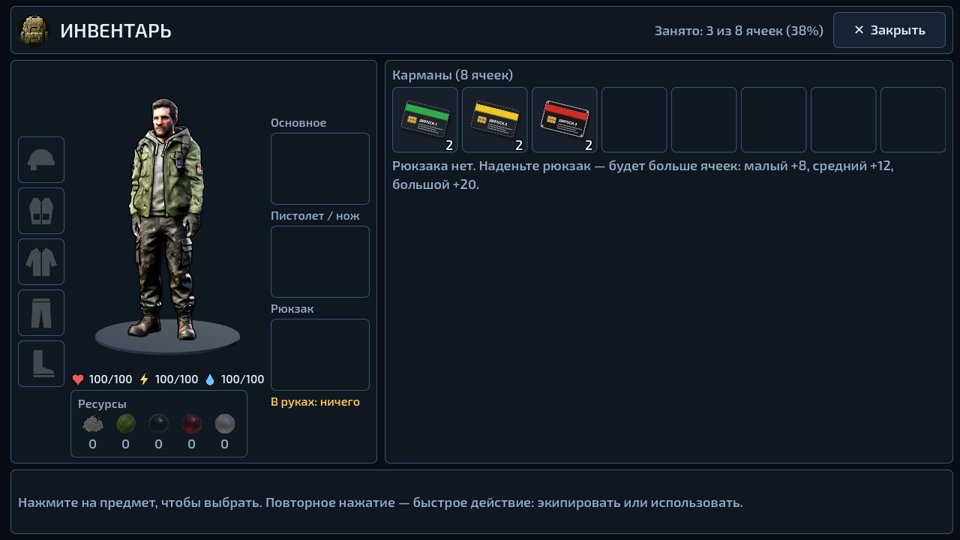 ИНВЕНТАРЬ
Занято: 3 из 8 ячеек (38%)
✕ Закрыть
Основное
Пистолет / нож
Рюкзак
В руках: ничего
100/100 100/100 100/100
Ресурсы
0 0 0 0 0
Карманы (8 ячеек)
2 2 2
Рюкзака нет. Наденьте рюкзак — будет больше ячеек: малый +8, средний +12,
большой +20.
Нажмите на предмет, чтобы выбрать. Повторное нажатие — быстрое действие: экипировать или использовать.